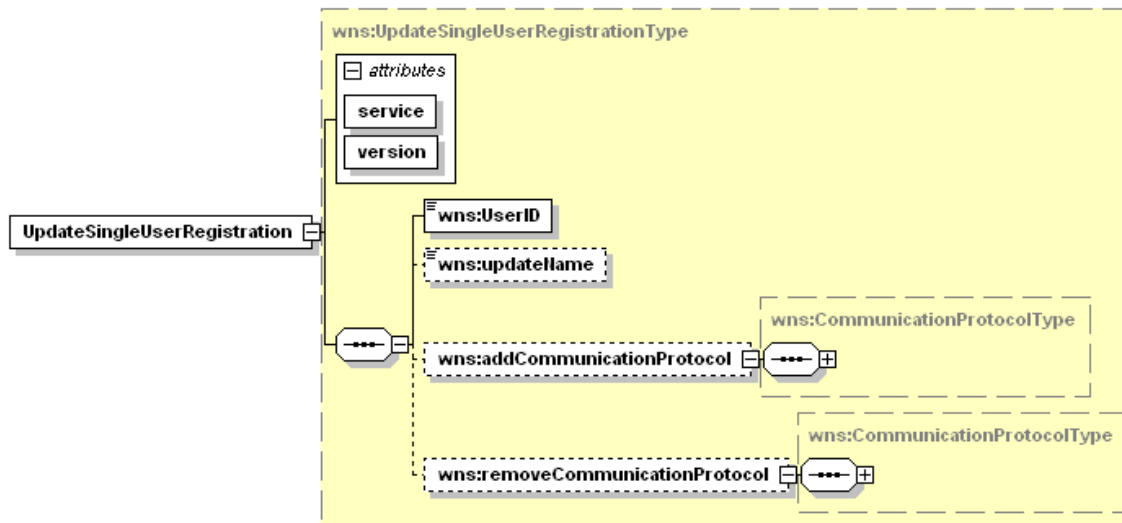 wns:UpdateSingleUserRegistrationType
attributes
service
version
UpdateSingleUserRegistration
wns:UserID
wns:updateName
wns:CommunicationProtocolType
wns:addCommunicationProtocol
wns:CommunicationProtocolType
wns:removeCommunicationProtocol